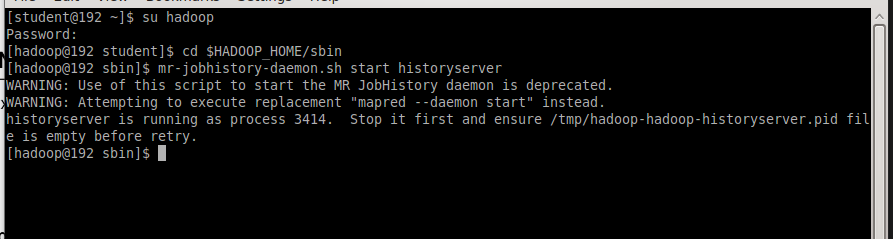 [student@192 ~]$ su hadoop
Password:
[hadoop@192 student]$ cd $HADOOP_HOME/sbin
[hadoop@192 sbin]$ mr-jobhistory-daemon.sh start historyserver
WARNING: Use of this script to start the MR JobHistory daemon is deprecated.
WARNING: Attempting to execute replacement "mapred --daemon start" instead.
historyserver is running as process 3414.  Stop it first and ensure /tmp/hadoop-hadoop-historyserver.pid fil
e is empty before retry.
[hadoop@192 sbin]$